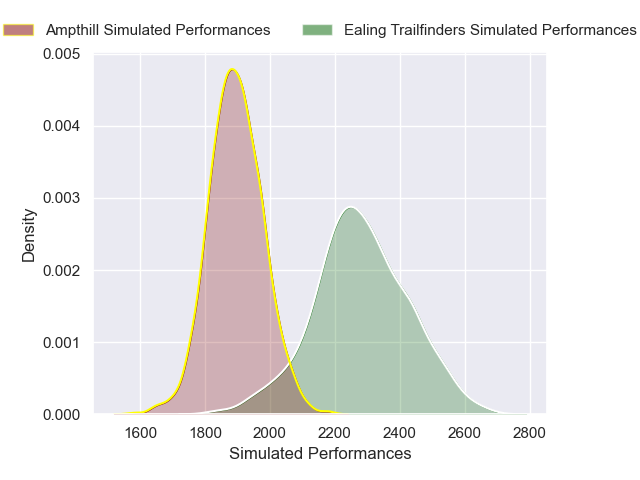 Ampthill Simulated Performances
Ealing Trailfinders Simulated Performances
0.005
0.004
0.003
0.002
0.001
0.000
Density
1600 1800 2000 2200 2400 2600 2800
Simulated Performances